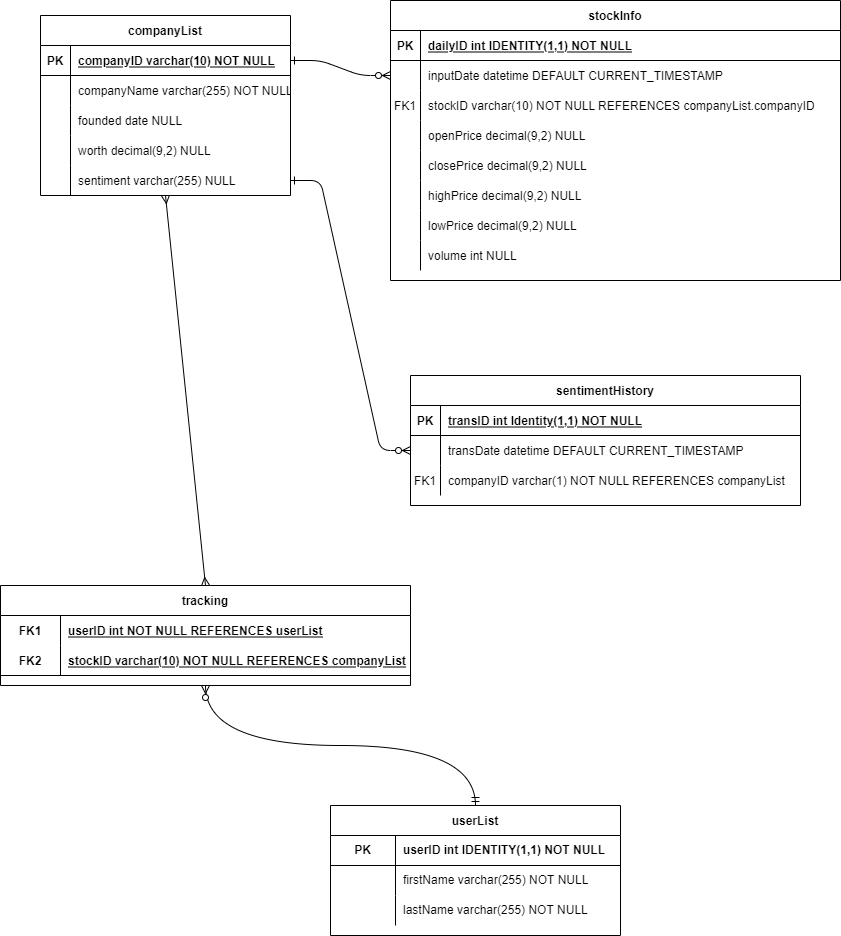 companyList
PK companyID varchar(10) NOT NULL
companyName varchar(255) NOT NULL
founded date NULL
worth decimal(9,2) NULL
sentiment varchar(255) NULL
stockInfo
PK dailyID int IDENTITY(1,1) NOT NULL
inputDate datetime DEFAULT CURRENT_TIMESTAMP
FK1 stockID varchar(10) NOT NULL REFERENCES companyList.companyID
openPrice decimal(9,2) NULL
closePrice decimal(9,2) NULL
highPrice decimal(9,2) NULL
lowPrice decimal(9,2) NULL
volume int NULL
sentimentHistory
PK transID int Identity(1,1) NOT NULL
transDate datetime DEFAULT CURRENT_TIMESTAMP
FK1 companyID varchar(1) NOT NULL REFERENCES companyList
tracking
FK1 userID int NOT NULL REFERENCES userList
FK2 stockID varchar(10) NOT NULL REFERENCES companyList
userList
PK userID int IDENTITY(1,1) NOT NULL
firstName varchar(255) NOT NULL
lastName varchar(255) NOT NULL